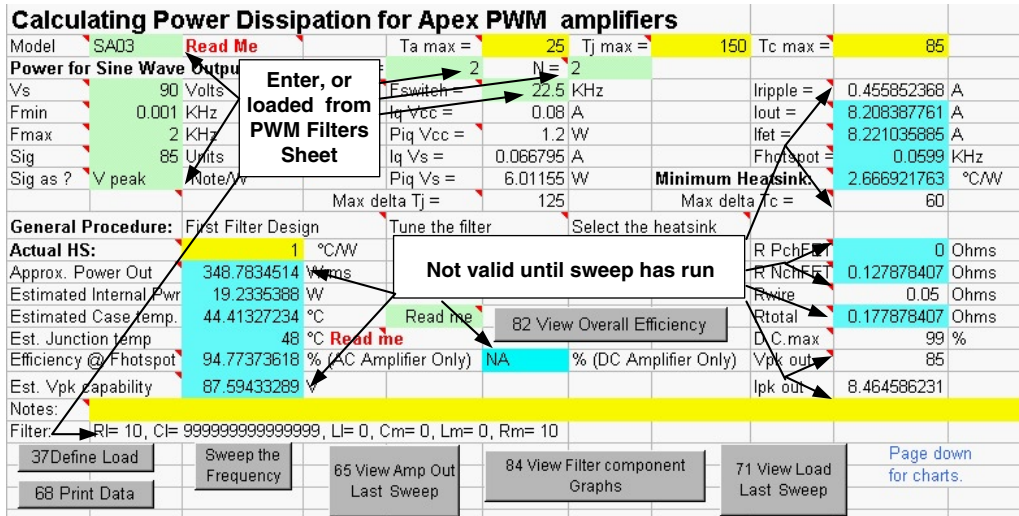 Calculating Power Dissipation for Apex PWM amplifiers
Model SA03 Read Me Ta max = 25 Tj max = 150 Tc max = 85
Power for Sine Wave Outpu = 2 N = 2
Vs 90 Volts Fswitch = 22.5 KHz Iripple = 0.455852368 A
Fmin 0.001 KHz Iq Vcc = 0.08 A Iout = 8.208387761 A
Fmax 2 KHz Piq Vcc = 1.2 W Ifet = 8.221035885 A
Sig 85 Units Iq Vs = 0.066795 A Fhotspot = 0.0599 KHz
Sig as ? V peak Note/W Piq Vs = 6.01155 W Minimum Heatsink: 2.666921763 °C/W
Max delta Tj = 125 Max delta Tc = 60
Enter, or
loaded from
PWM Filters
Sheet
General Procedure: First Filter Design Tune the filter Select the heatsink
Actual HS: 1 °C/W R PchFET 0 Ohms
Approx. Power Out 348.7834514 Wrms R NchFET 0.127878407 Ohms
Estimated Internal Pwr 19.2335388 W Rwire 0.05 Ohms
Not valid until sweep has run
Estimated Case temp. 44.41327234 °C Read me 82 View Overall Efficiency Rtotal 0.177878407 Ohms
Est. Junction temp 48 °C Read me D.C.max 99 %
Efficiency @ Fhotspot 94.77373618 % (AC Amplifier Only) NA % (DC Amplifier Only) Vpk out 85
Est. Vpk capability 87.59433289 V Ipk out 8.464586231
Notes:
Filter: Rl= 10, Cl= 999999999999999, Ll= 0, Cm= 0, Lm= 0, Rm= 10
37Define Load
68 Print Data
Sweep the
Frequency
65 View Amp Out
Last Sweep
84 View Filter component
Graphs
71 View Load
Last Sweep
Page down
for charts.